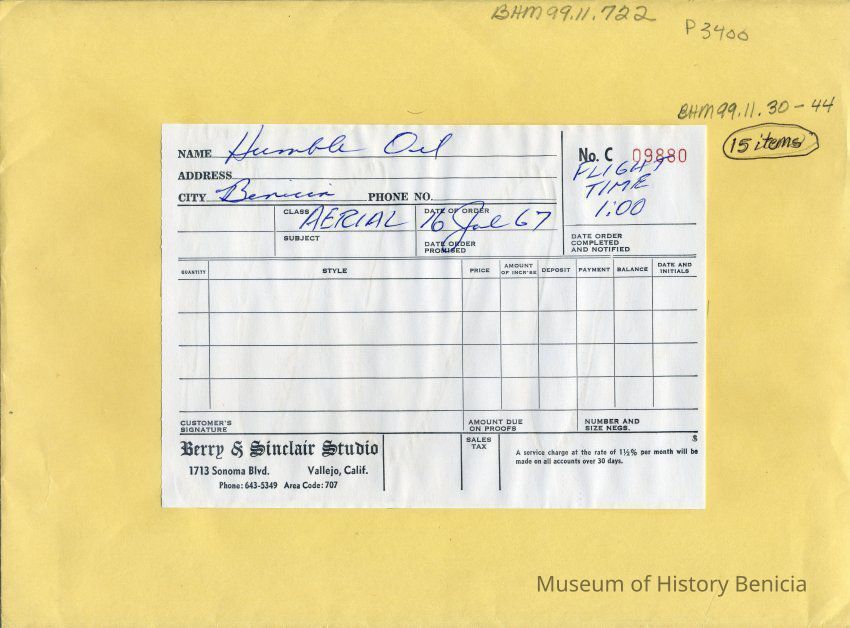 BHM99.11.722
P3400
BHM99.11.30-44
15 items
NAME Humble Oil
ADDRESS
CITY Benicia PHONE NO.
No. C 09880
FLIGHT
TIME
1:00
CLASS AERIAL
DATE OF ORDER
16 Jul 67
SUBJECT
DATE ORDER
PROMISED
DATE ORDER
COMPLETED
AND NOTIFIED
QUANTITY STYLE PRICE AMOUNT OF INCR'SE DEPOSIT PAYMENT BALANCE DATE AND INITIALS
CUSTOMER'S
SIGNATURE
AMOUNT DUE
ON PROOFS
NUMBER AND
SIZE NEGS.
Berry & Sinclair Studio
1713 Sonoma Blvd. Vallejo, Calif.
Phone: 643-5349 Area Code: 707
SALES
TAX
$
A service charge at the rate of 1½% per month will be
made on all accounts over 30 days.
Museum of History Benicia